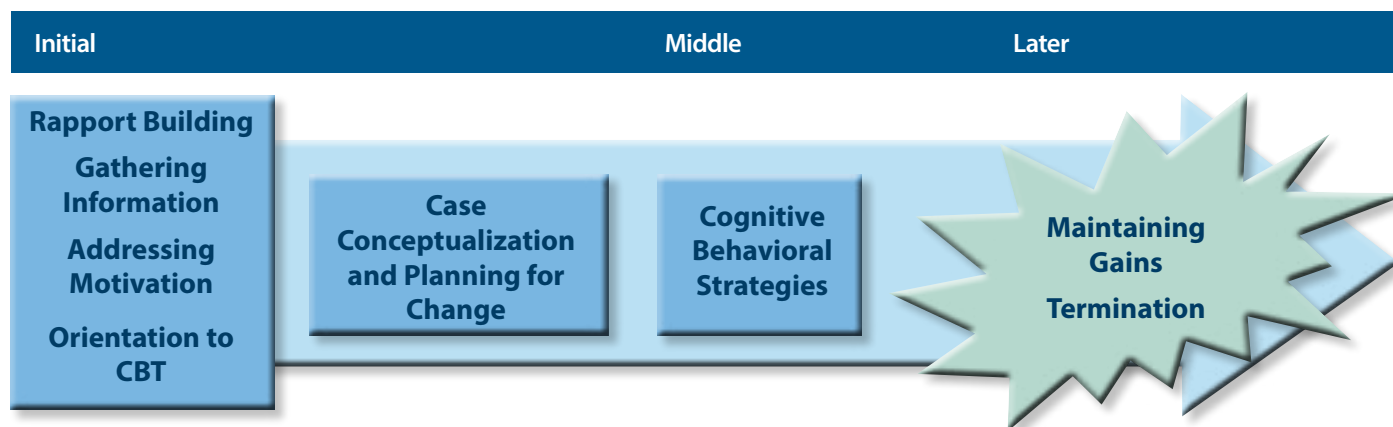 Initial
Middle
Later
Rapport Building
Gathering
Information
Addressing
Motivation
Orientation to
CBT
Case
Conceptualization
and Planning for
Change
Cognitive
Behavioral
Strategies
Maintaining
Gains
Termination